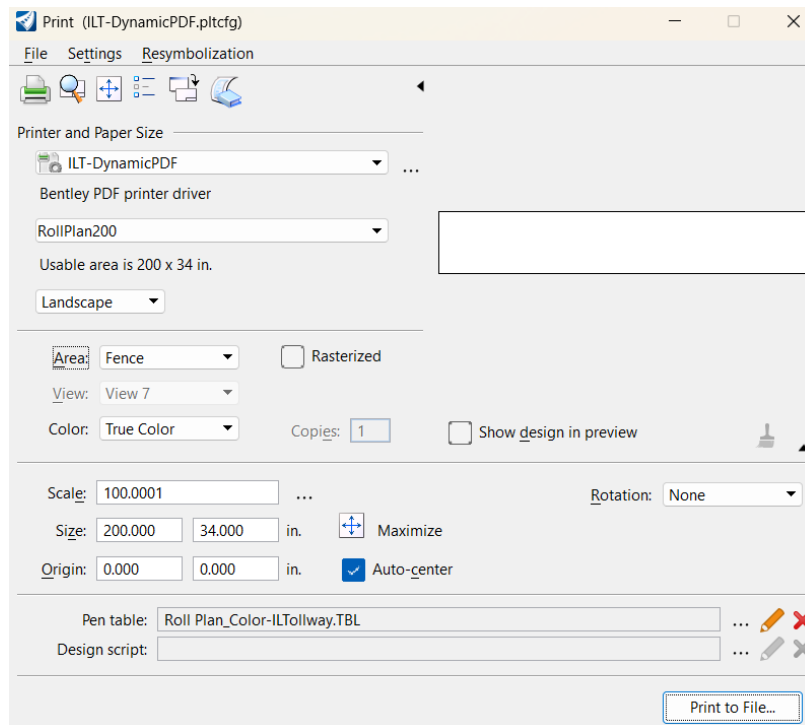 Print (ILT-DynamicPDF.pltcfg)
File Settings Resymbolization
Printer and Paper Size
ILT-DynamicPDF ...
Bentley PDF printer driver
RollPlan200
Usable area is 200 x 34 in.
Landscape
Area: Fence Rasterized
View: View 7
Color: True Color Copies: 1 Show design in preview
Scale: 100.0001 ... Rotation: None
Size: 200.000 34.000 in. Maximize
Origin: 0.000 0.000 in. Auto-center
Pen table: Roll Plan_Color-ILTollway.TBL ...
Design script: ...
Print to File...